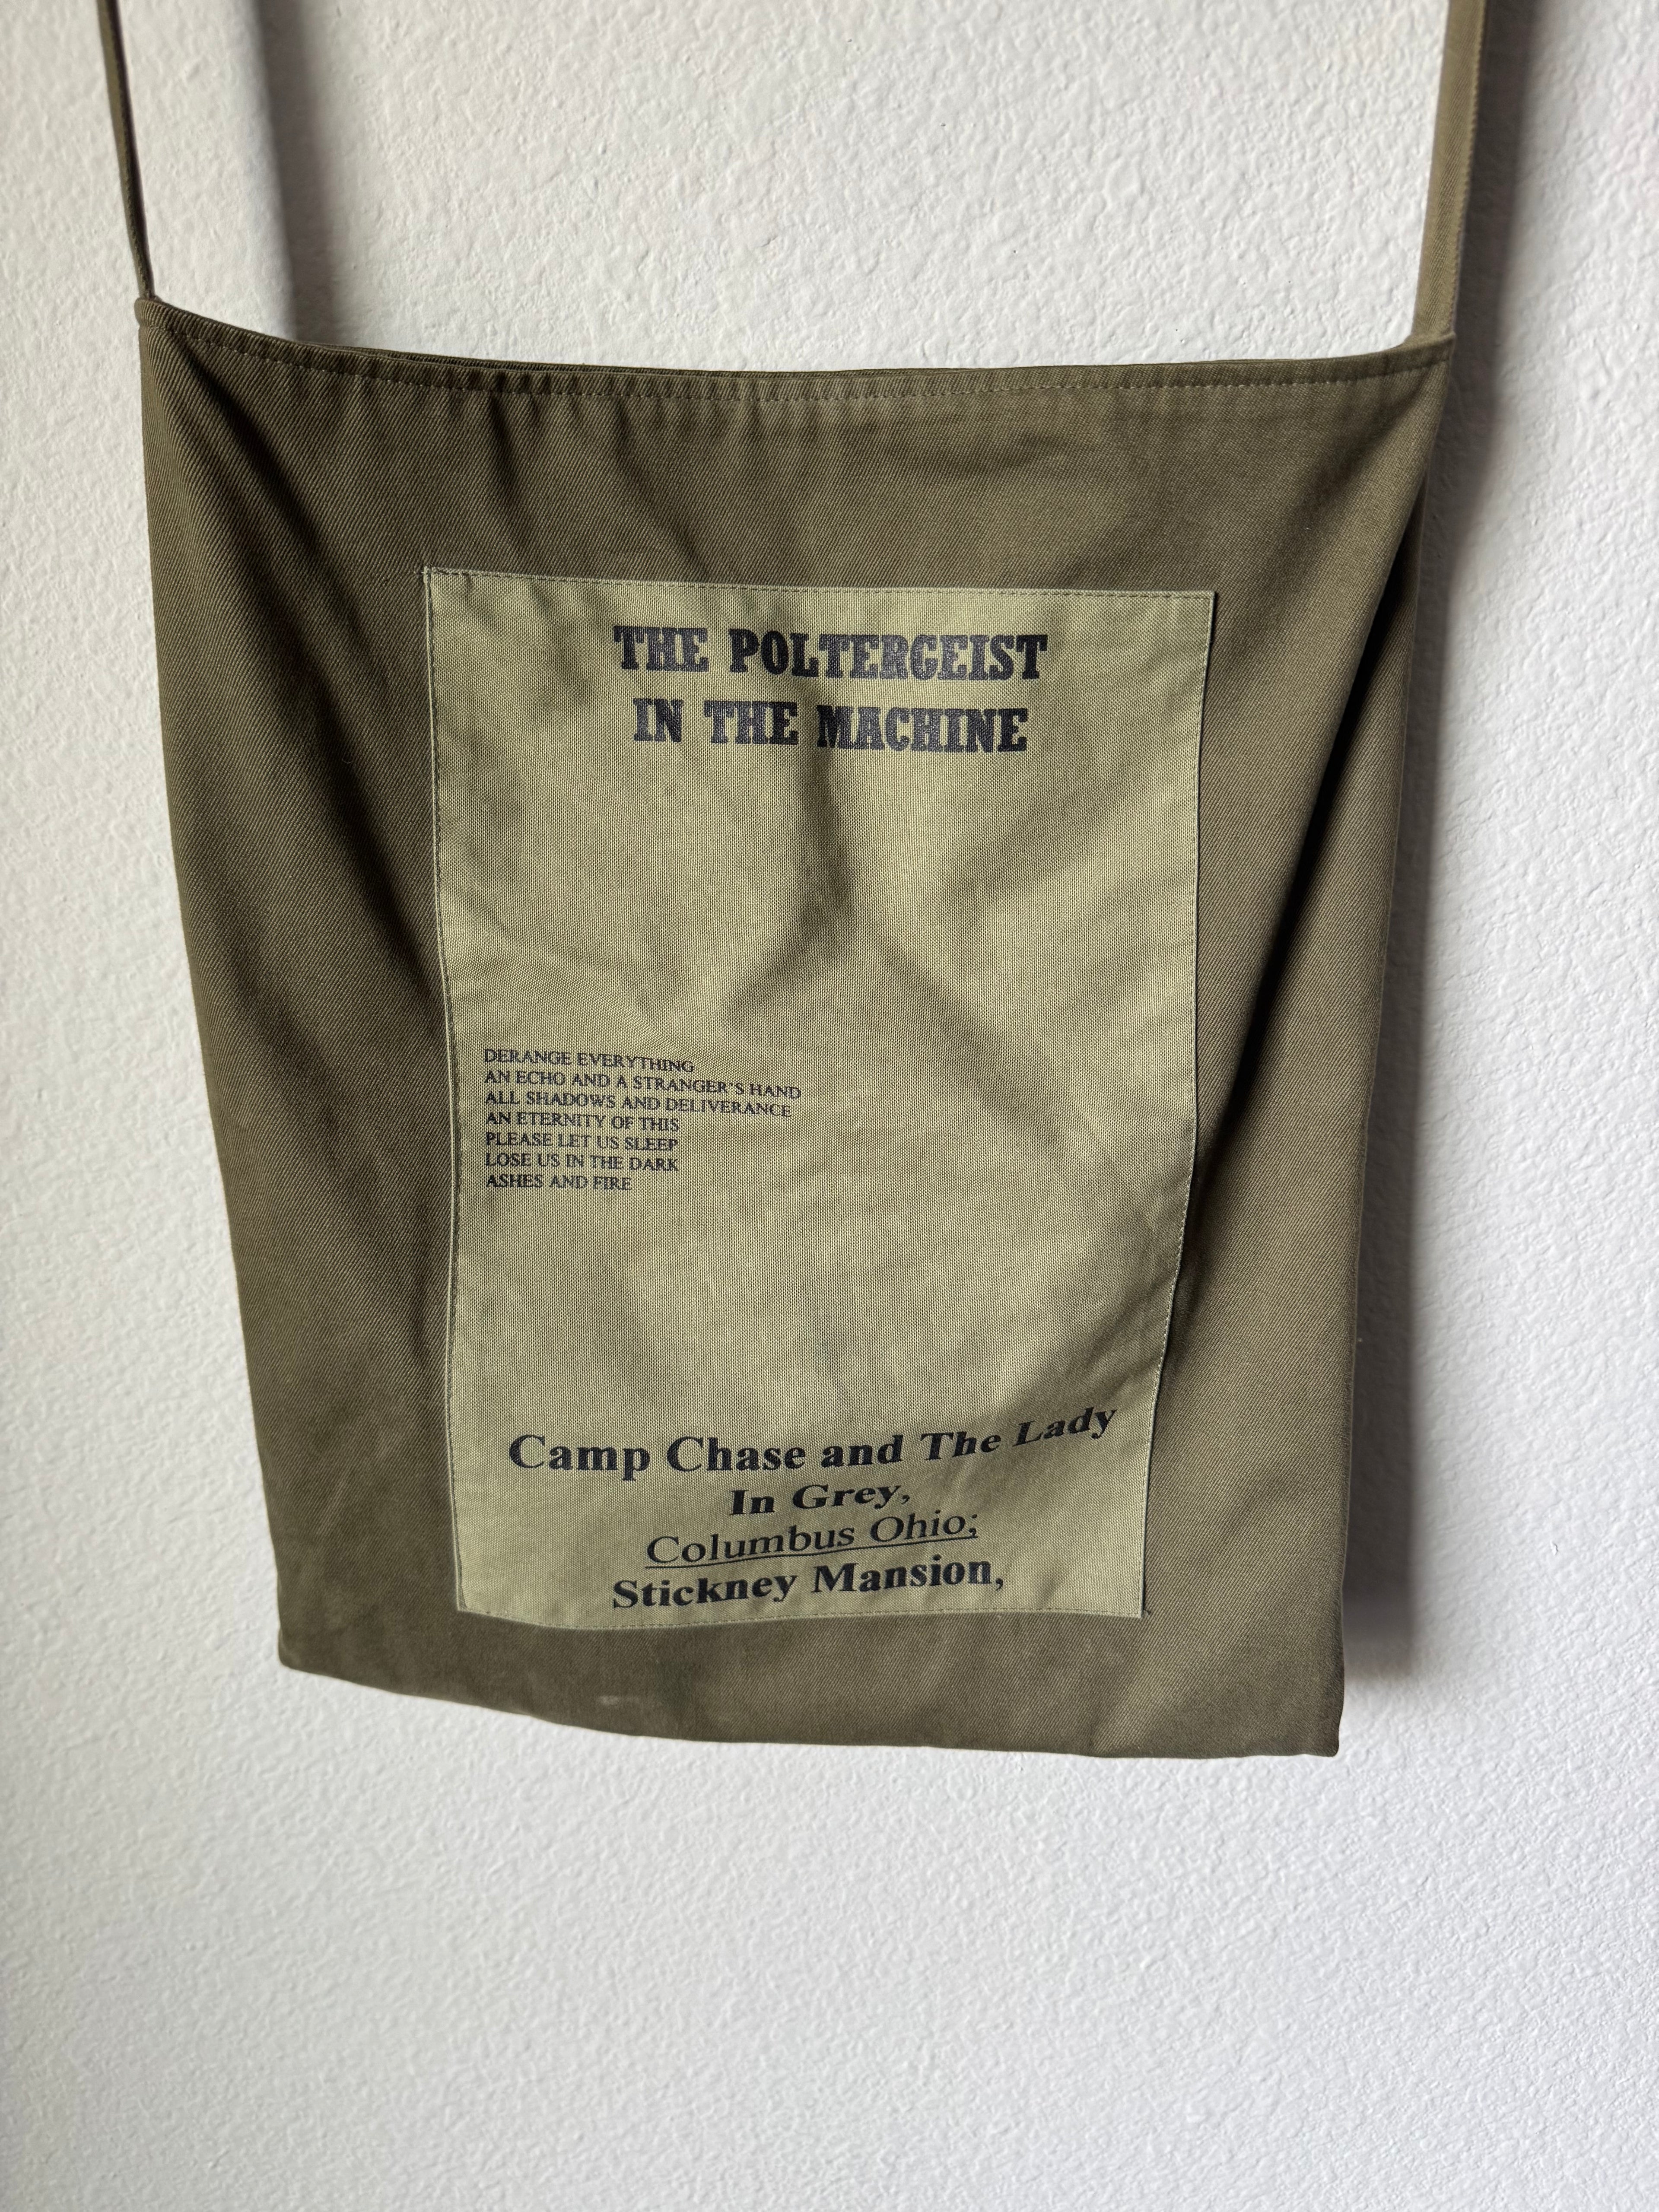 THE POLTERGEIST
IN THE MACHINE
DERANGE EVERYTHING
AN ECHO AND A STRANGER'S HAND
ALL SHADOWS AND DELIVERANCE
AN ETERNITY OF THIS
PLEASE LET US SLEEP
LOSE US IN THE DARK
ASHES AND FIRE
Camp Chase and The Lady
In Grey,
Columbus Ohio;
Stickney Mansion,